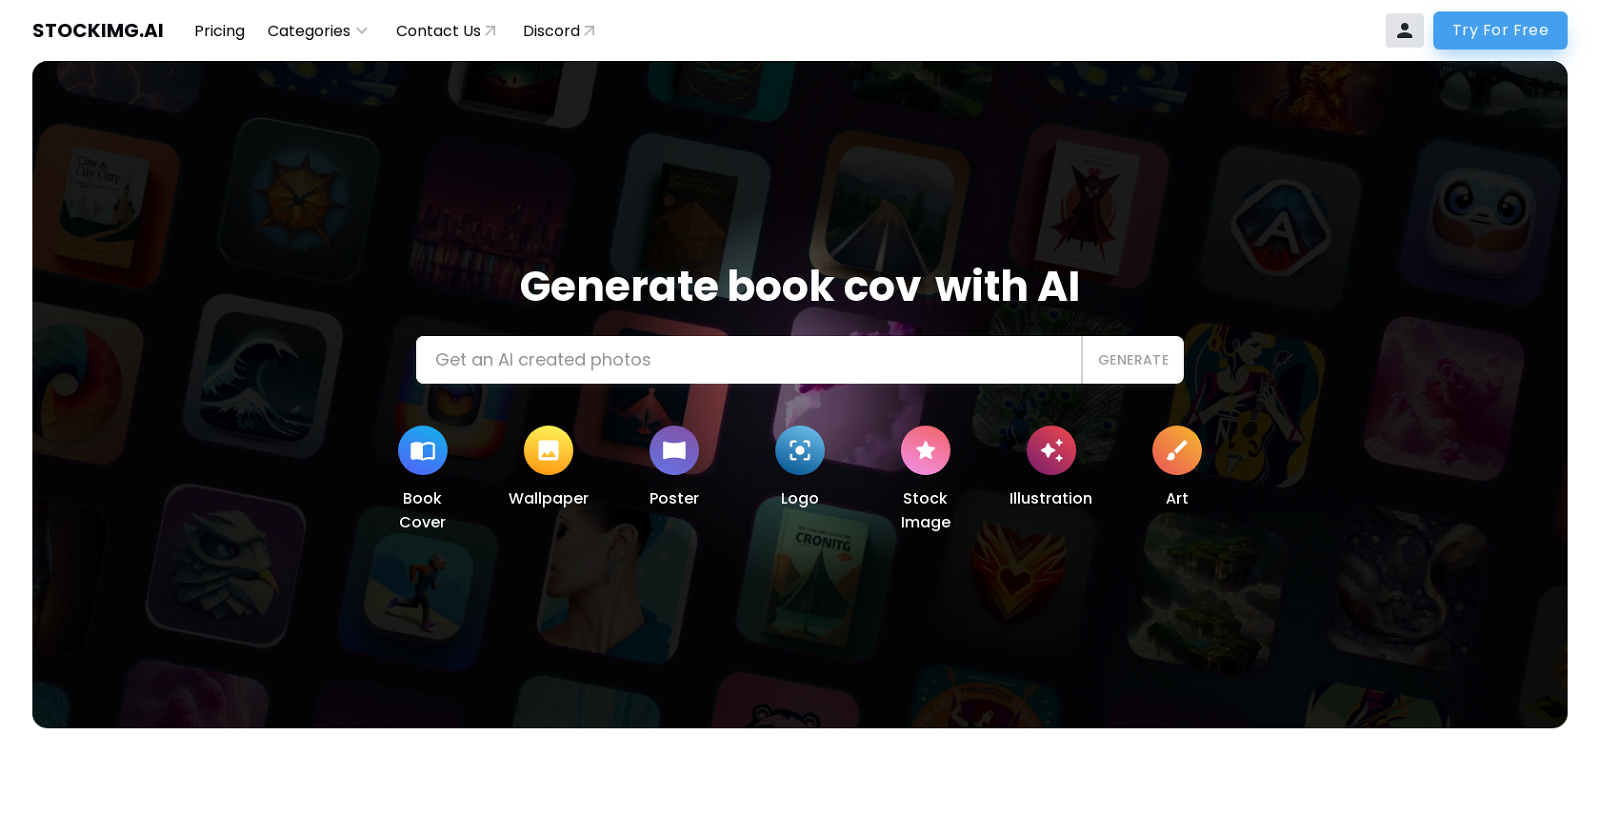 STOCKIMG.AI Pricing Categories Contact Us Discord Try For Free
City &
City Citty
A
Generate book cov with AI
Get an AI created photos GENERATE
Book
Cover
Wallpaper
Poster
Logo
Stock
Image
Illustration
Art
CRONITG